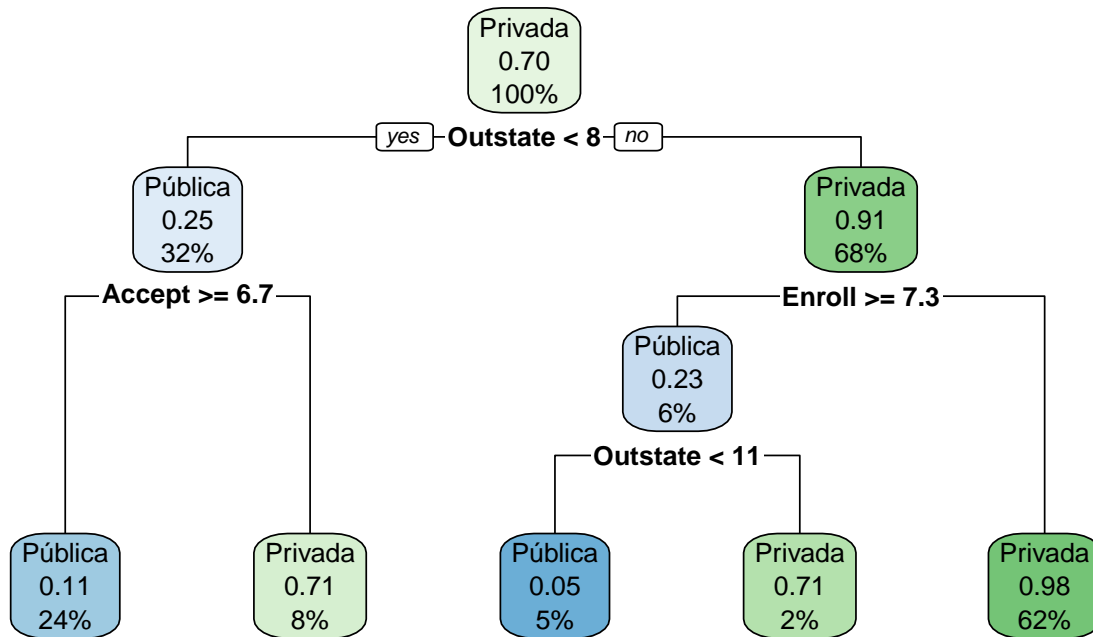 Privada
0.70
100%
yes Outstate < 8 no
Pública
0.25
32%
Privada
0.91
68%
Accept >= 6.7
Enroll >= 7.3
Pública
0.23
6%
Outstate < 11
Pública
0.11
24%
Privada
0.71
8%
Pública
0.05
5%
Privada
0.71
2%
Privada
0.98
62%